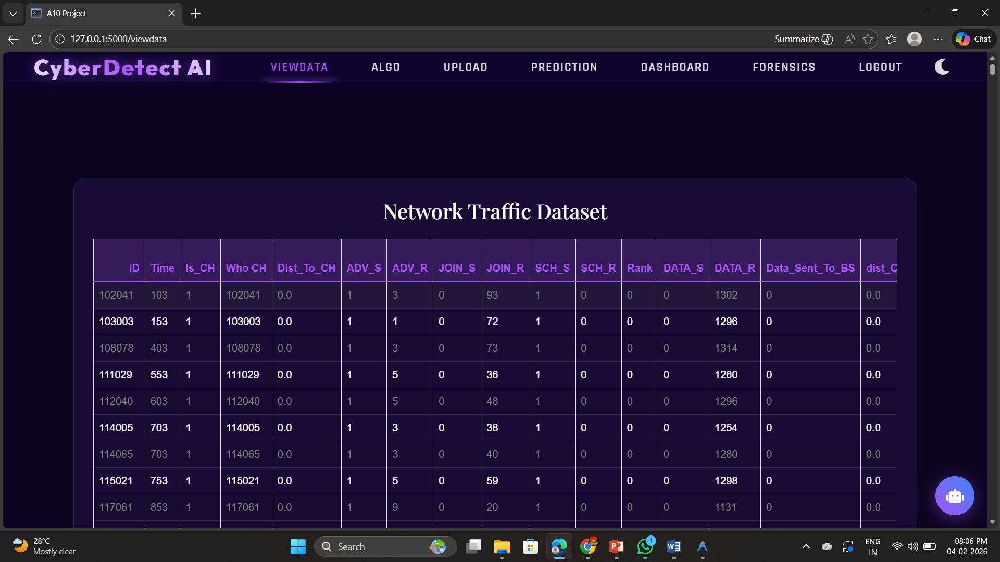 A10 Project
127.0.0.1:5000/viewdata
Summarize
Chat
CyberDetect AI
VIEWDATA ALGO UPLOAD PREDICTION DASHBOARD FORENSICS LOGOUT
Network Traffic Dataset
ID Time Is_CH Who CH Dist_To_CH ADV_S ADV_R JOIN_S JOIN_R SCH_S SCH_R Rank DATA_S DATA_R Data_Sent_To_BS dist_C
102041 103 1 102041 0.0 1 3 0 93 1 0 0 0 1302 0 0.0
103003 153 1 103003 0.0 1 1 0 72 1 0 0 0 1296 0 0.0
108078 403 1 108078 0.0 1 3 0 73 1 0 0 0 1314 0 0.0
111029 553 1 111029 0.0 1 5 0 36 1 0 0 0 1260 0 0.0
112040 603 1 112040 0.0 1 5 0 48 1 0 0 0 1296 0 0.0
114005 703 1 114005 0.0 1 3 0 38 1 0 0 0 1254 0 0.0
114065 703 1 114065 0.0 1 3 0 40 1 0 0 0 1280 0 0.0
115021 753 1 115021 0.0 1 5 0 59 1 0 0 0 1298 0 0.0
117061 853 1 117061 0.0 1 9 0 20 1 0 0 0 1131 0 0.0
28°C
Mostly clear
Search
1
ENG
IN
08:06 PM
04-02-2026